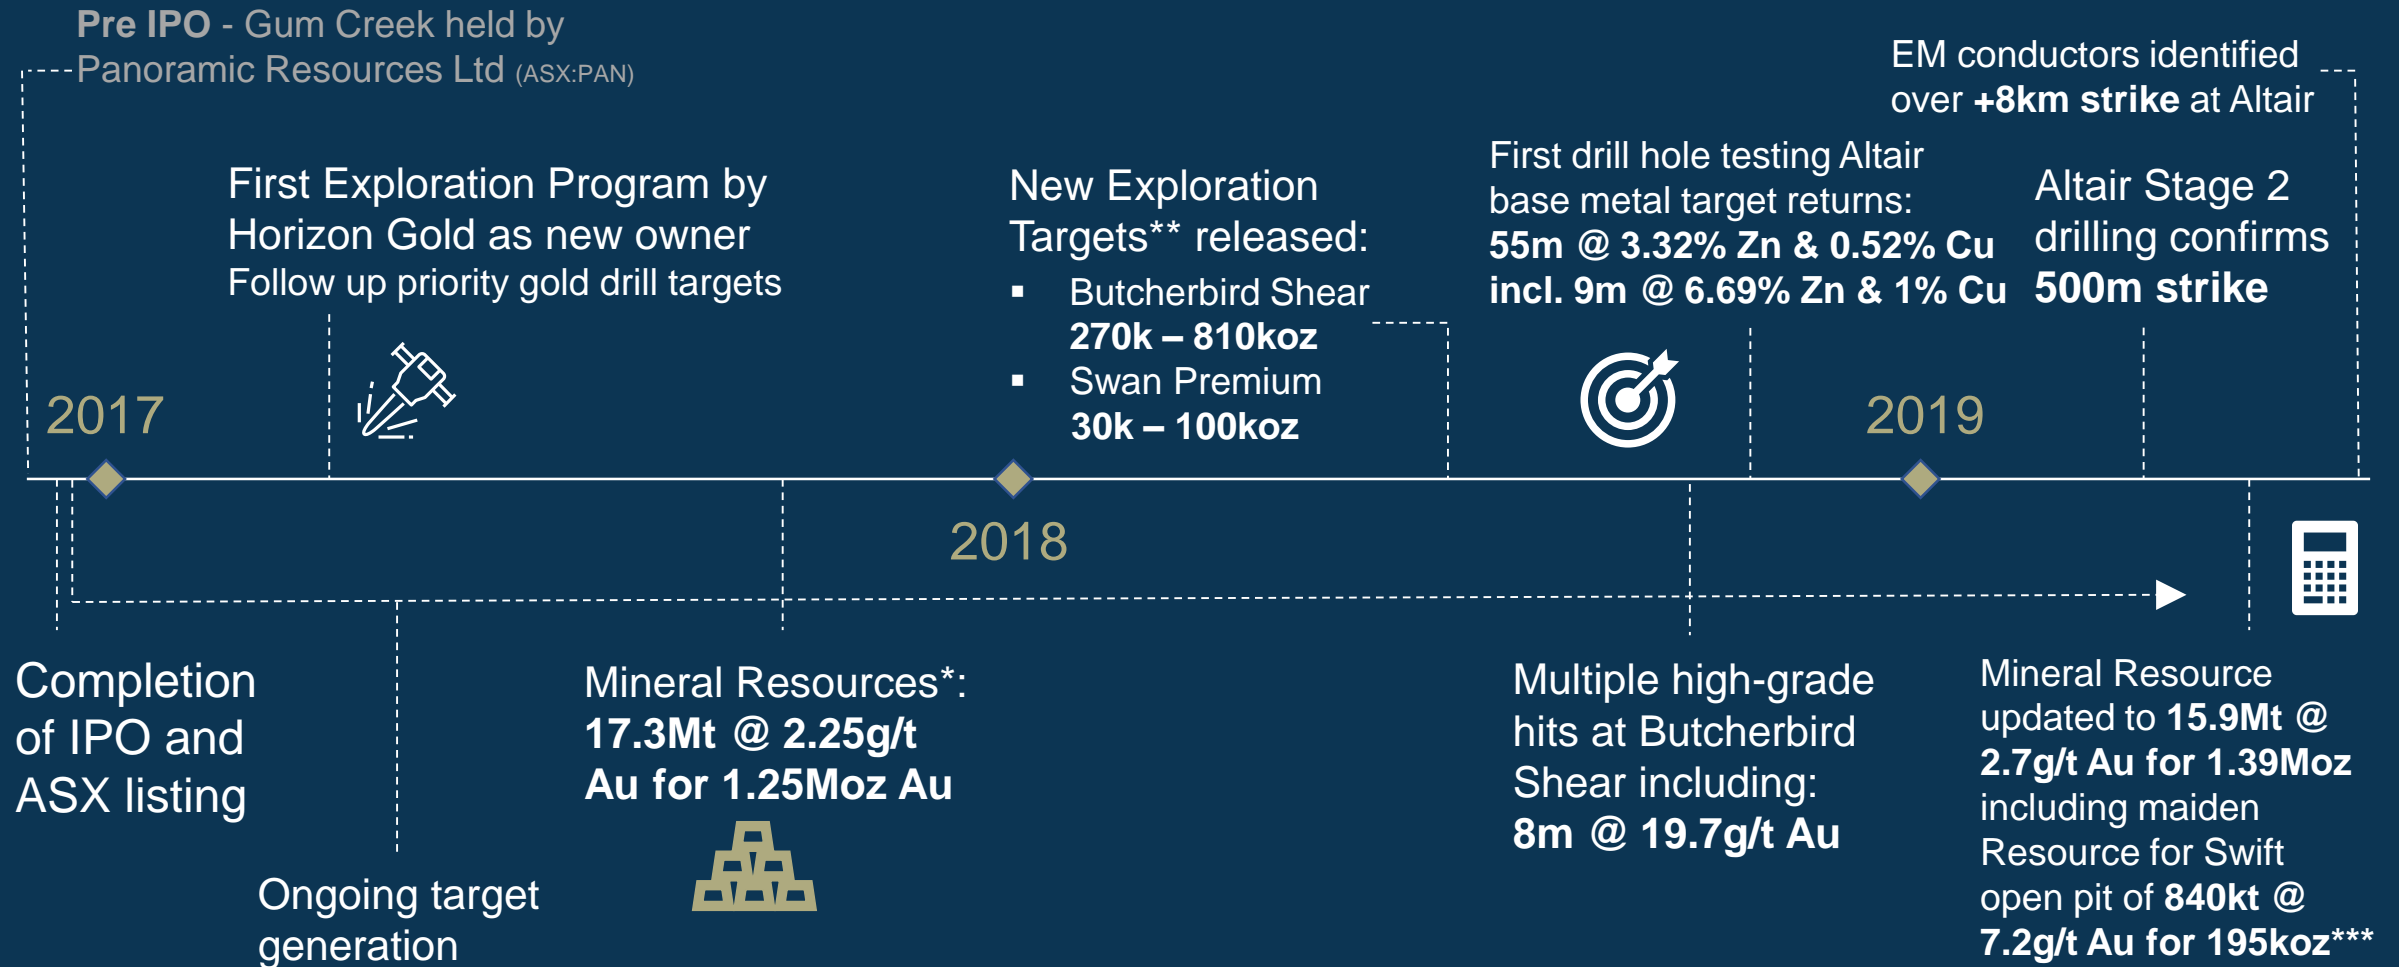 Pre IPO - Gum Creek held by
Panoramic Resources Ltd (ASX:PAN)
First Exploration Program by
Horizon Gold as new owner
Follow up priority gold drill targets
New Exploration
Targets** released:
▪ Butcherbird Shear
270k – 810koz
▪ Swan Premium
30k – 100koz
First drill hole testing Altair
base metal target returns:
55m @ 3.32% Zn & 0.52% Cu
incl. 9m @ 6.69% Zn & 1% Cu
EM conductors identified
over +8km strike at Altair
Altair Stage 2
drilling confirms
500m strike
2017
2018
2019
Completion
of IPO and
ASX listing
Ongoing target
generation
Mineral Resources*:
17.3Mt @ 2.25g/t
Au for 1.25Moz Au
Multiple high-grade
hits at Butcherbird
Shear including:
8m @ 19.7g/t Au
Mineral Resource
updated to 15.9Mt @
2.7g/t Au for 1.39Moz
including maiden
Resource for Swift
open pit of 840kt @
7.2g/t Au for 195koz***